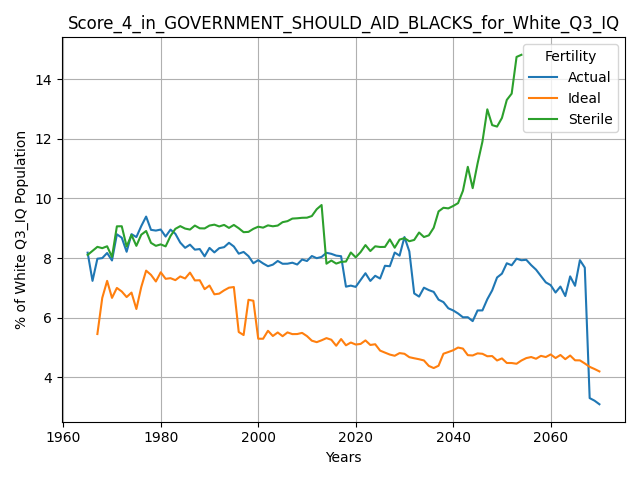 Score_4_in_GOVERNMENT_SHOULD_AID_BLACKS_for_White_Q3_IQ
% of White Q3_IQ Population
14
12
10
8
6
4
Fertility
Actual
Ideal
Sterile
1960 1980 2000 2020 2040 2060
Years